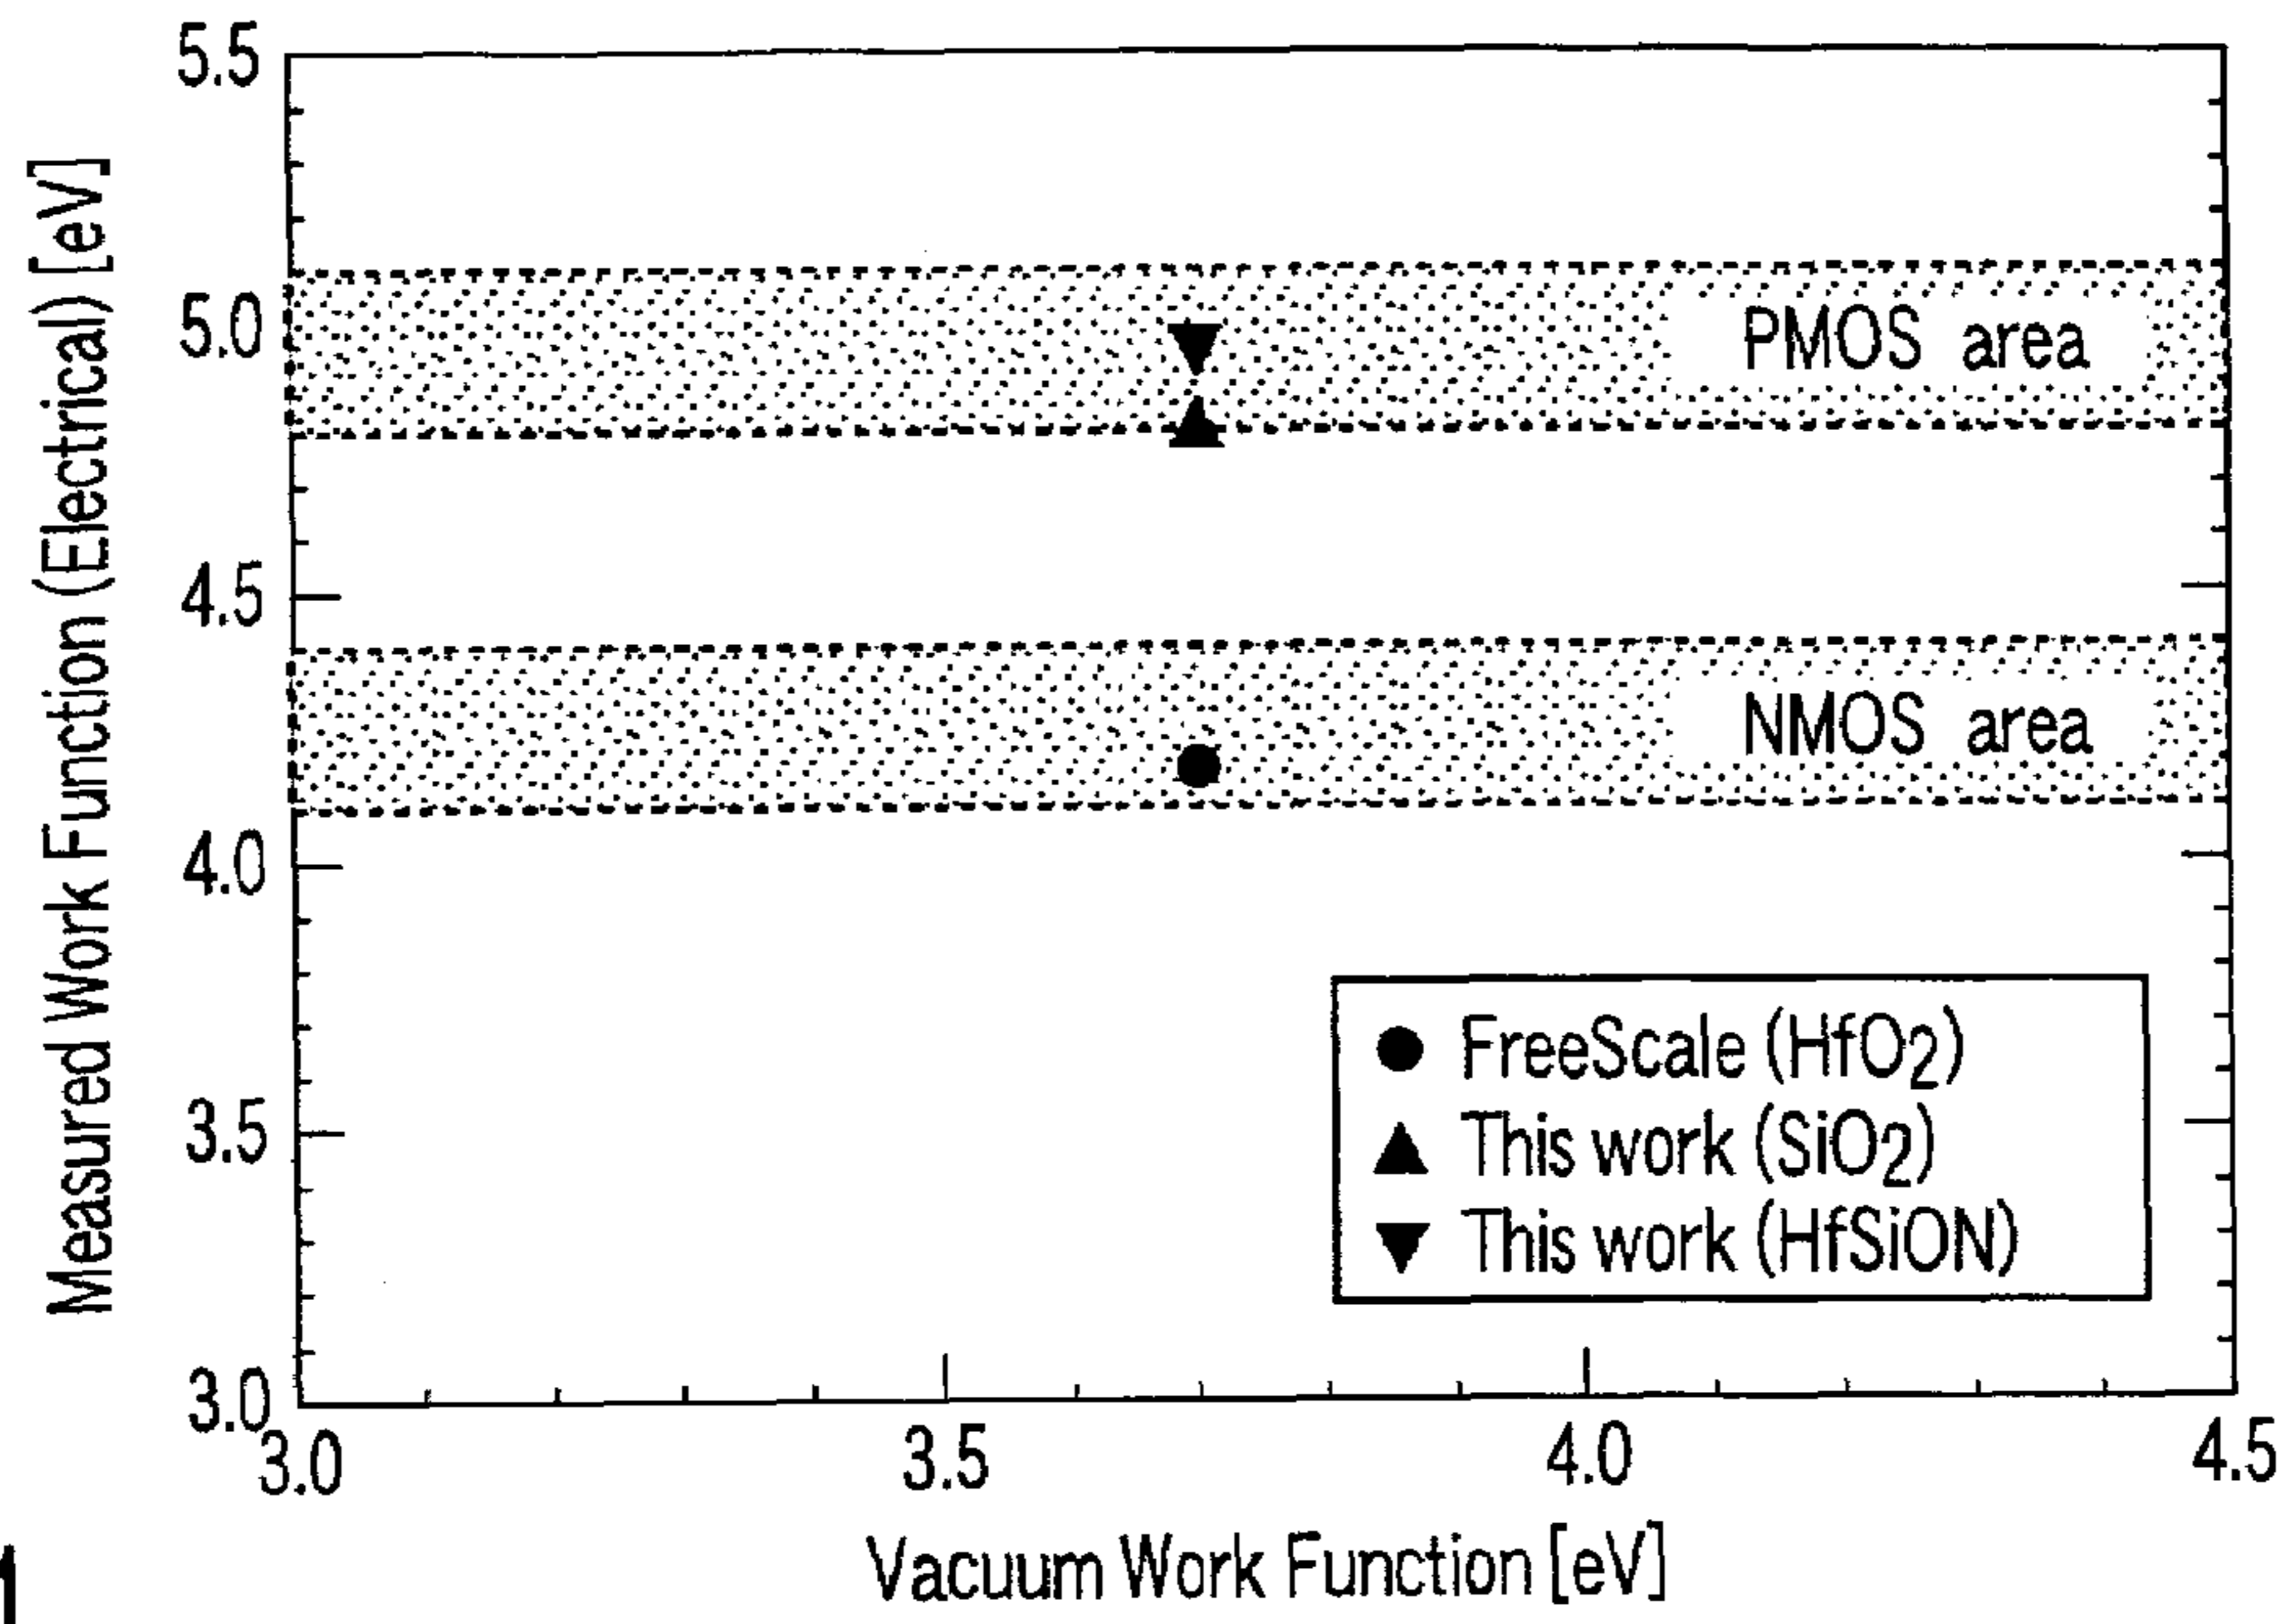 Measured Work Function (Electrical) [eV]
5.5
5.0
4.5
4.0
3.5
3.0
PMOS area
NMOS area
FreeScale (HfO2)
This work (SiO2)
This work (HfSiON)
3.0
3.5
4.0
4.5
Vacuum Work Function [eV]